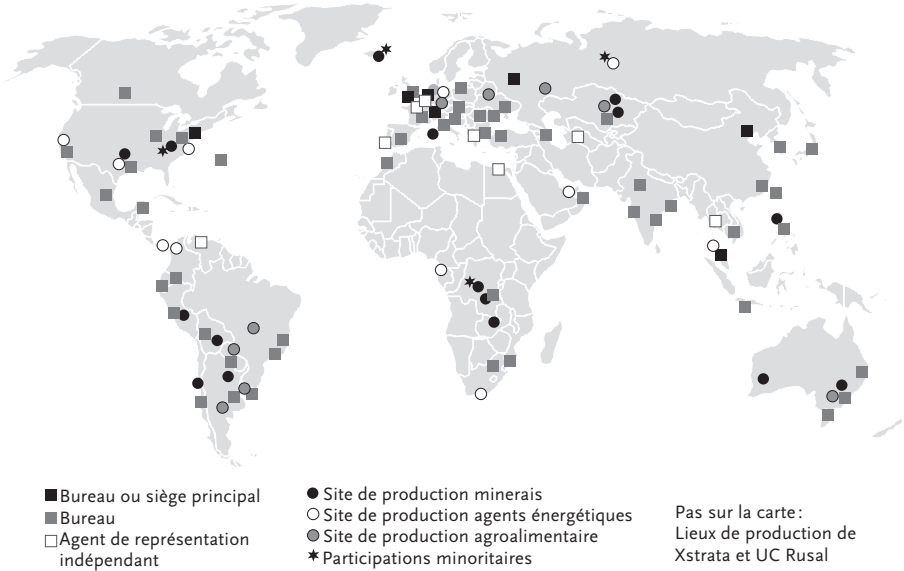 Bureau ou siège principal
Bureau
Agent de représentation
indépendant
Site de production minerais
Site de production agents énergétiques
Site de production agroalimentaire
Participations minoritaires
Pas sur la carte :
Lieux de production de
Xstrata et UC Rusal